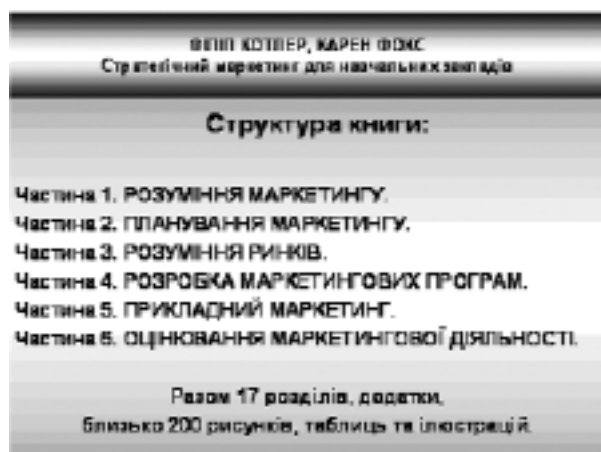 ФІЛІП КОТЛЕР, КАРЕН ФОКС
Стратегічний маркетинг для навчальних закладів
Структура книги:
Частина 1. РОЗУМІННЯ МАРКЕТИНГУ.
Частина 2. ПЛАНУВАННЯ МАРКЕТИНГУ.
Частина 3. РОЗУМІННЯ РИНКІВ.
Частина 4. РОЗРОБКА МАРКЕТИНГОВИХ ПРОГРАМ.
Частина 5. ПРИКЛАДНИЙ МАРКЕТИНГ.
Частина 6. ОЦІНЮВАННЯ МАРКЕТИНГОВОЇ ДІЯЛЬНОСТІ.
Разом 17 розділів, додатки,
близько 200 рисунків, таблиць та ілюстрацій.